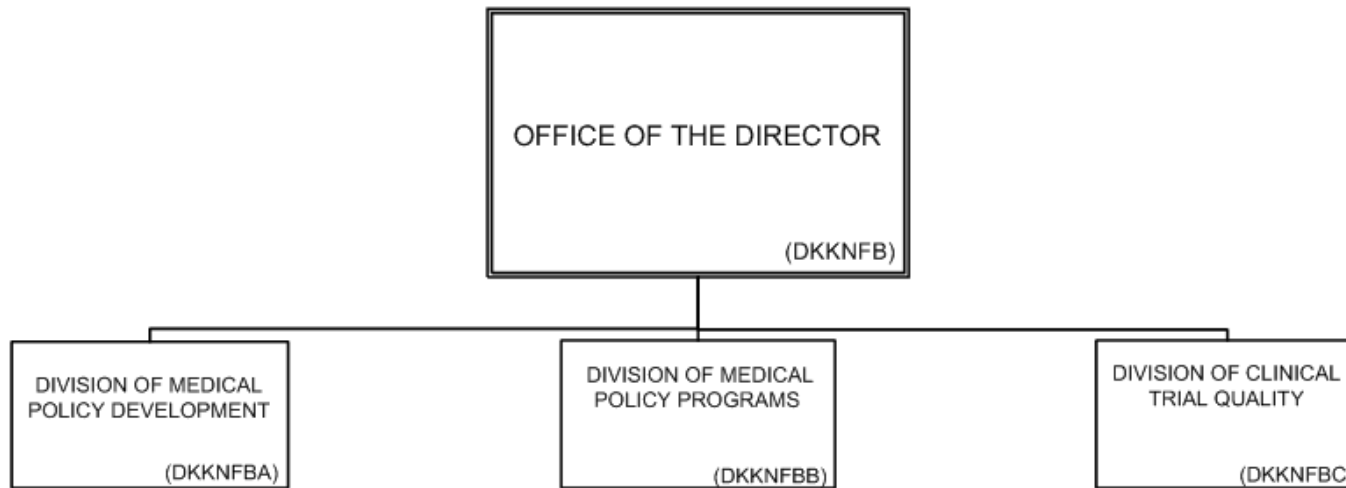 OFFICE OF THE DIRECTOR
(DKKNFB)
DIVISION OF MEDICAL
POLICY DEVELOPMENT
(DKKNFBA)
DIVISION OF MEDICAL
POLICY PROGRAMS
(DKKNFBB)
DIVISION OF CLINICAL
TRIAL QUALITY
(DKKNFBC